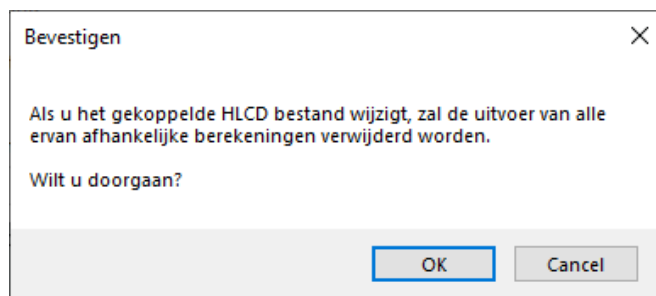 Bevestigen
Als u het gekoppelde HLCD bestand wijzigt, zal de uitvoer van alle
ervan afhankelijke berekeningen verwijderd worden.
Wilt u doorgaan?
OK
Cancel